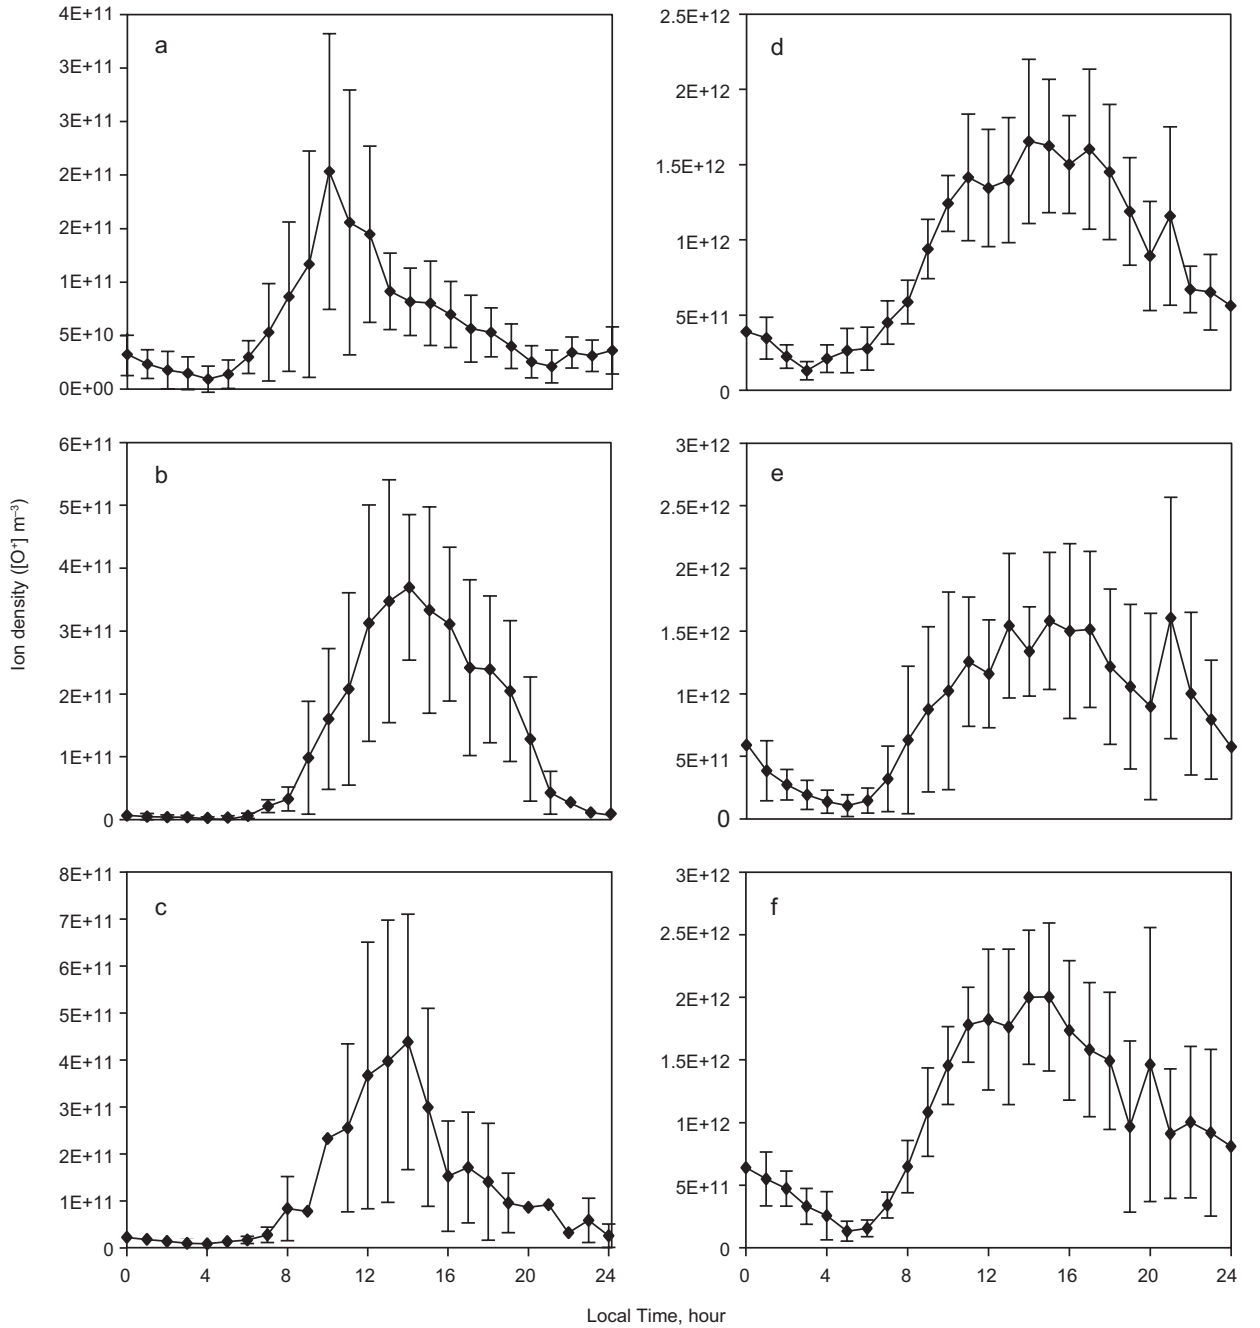 a
4E+11
3E+11
3E+11
2E+11
2E+11
1E+11
5E+10
0E+00
d
2.5E+12
2E+12
1.5E+12
1E+12
5E+11
0
b
6E+11
5E+11
4E+11
3E+11
2E+11
1E+11
0
e
3E+12
2.5E+12
2E+12
1.5E+12
1E+12
5E+11
0
Ion density ([O⁺] m⁻³)
c
8E+11
7E+11
6E+11
5E+11
4E+11
3E+11
2E+11
1E+11
0
0 4 8 12 16 20 24
f
3E+12
2.5E+12
2E+12
1.5E+12
1E+12
5E+11
0
0 4 8 12 16 20 24
Local Time, hour